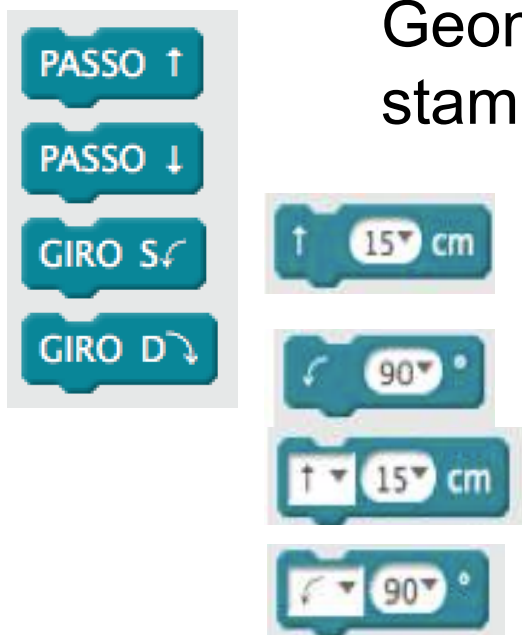 Geor
stam
PASSO ↑
PASSO ↓
GIRO S
GIRO D
↑ 15 cm
90 °
↑ 15 cm
90 °